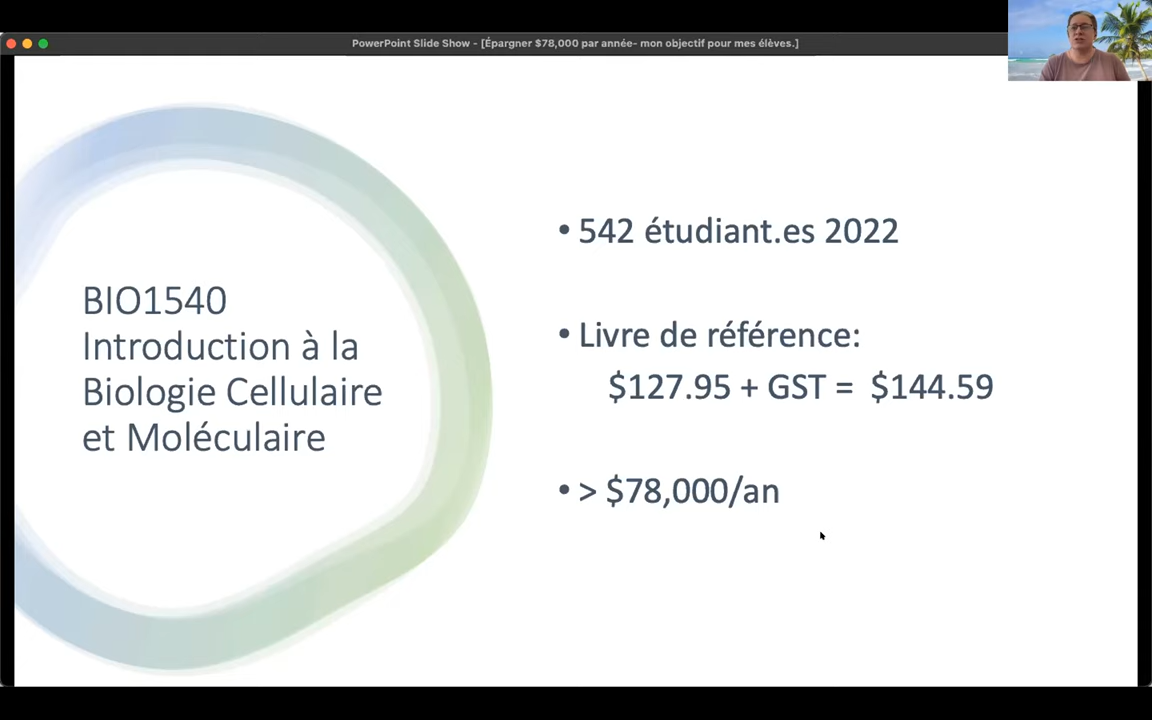 PowerPoint Slide Show - [Épargner $78,000 par année- mon objectif pour mes élèves.]
BIO1540
Introduction à la
Biologie Cellulaire
et Moléculaire
• 542 étudiant.es 2022
• Livre de référence:
$127.95 + GST = $144.59
• > $78,000/an